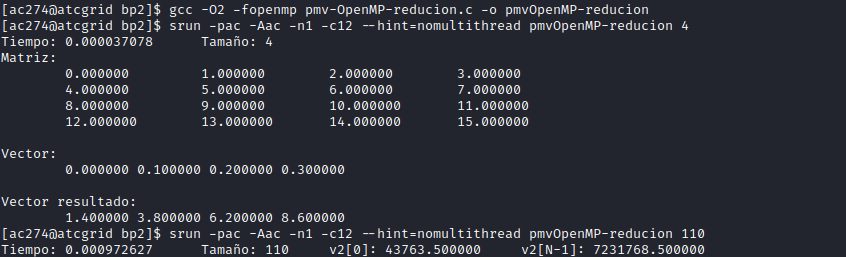 [ac274@atcgrid bp2]$ gcc -O2 -fopenmp pmv-OpenMP-reducion.c -o pmvOpenMP-reducion
[ac274@atcgrid bp2]$ srun -pac -Aac -n1 -c12 --hint=nomultithread pmvOpenMP-reducion 4
Tiempo: 0.000037078 Tamaño: 4
Matriz:
0.000000 1.000000 2.000000 3.000000
4.000000 5.000000 6.000000 7.000000
8.000000 9.000000 10.000000 11.000000
12.000000 13.000000 14.000000 15.000000
Vector:
0.000000 0.100000 0.200000 0.300000
Vector resultado:
1.400000 3.800000 6.200000 8.600000
[ac274@atcgrid bp2]$ srun -pac -Aac -n1 -c12 --hint=nomultithread pmvOpenMP-reducion 110
Tiempo: 0.000972627 Tamaño: 110 v2[0]: 43763.500000 v2[N-1]: 7231768.500000